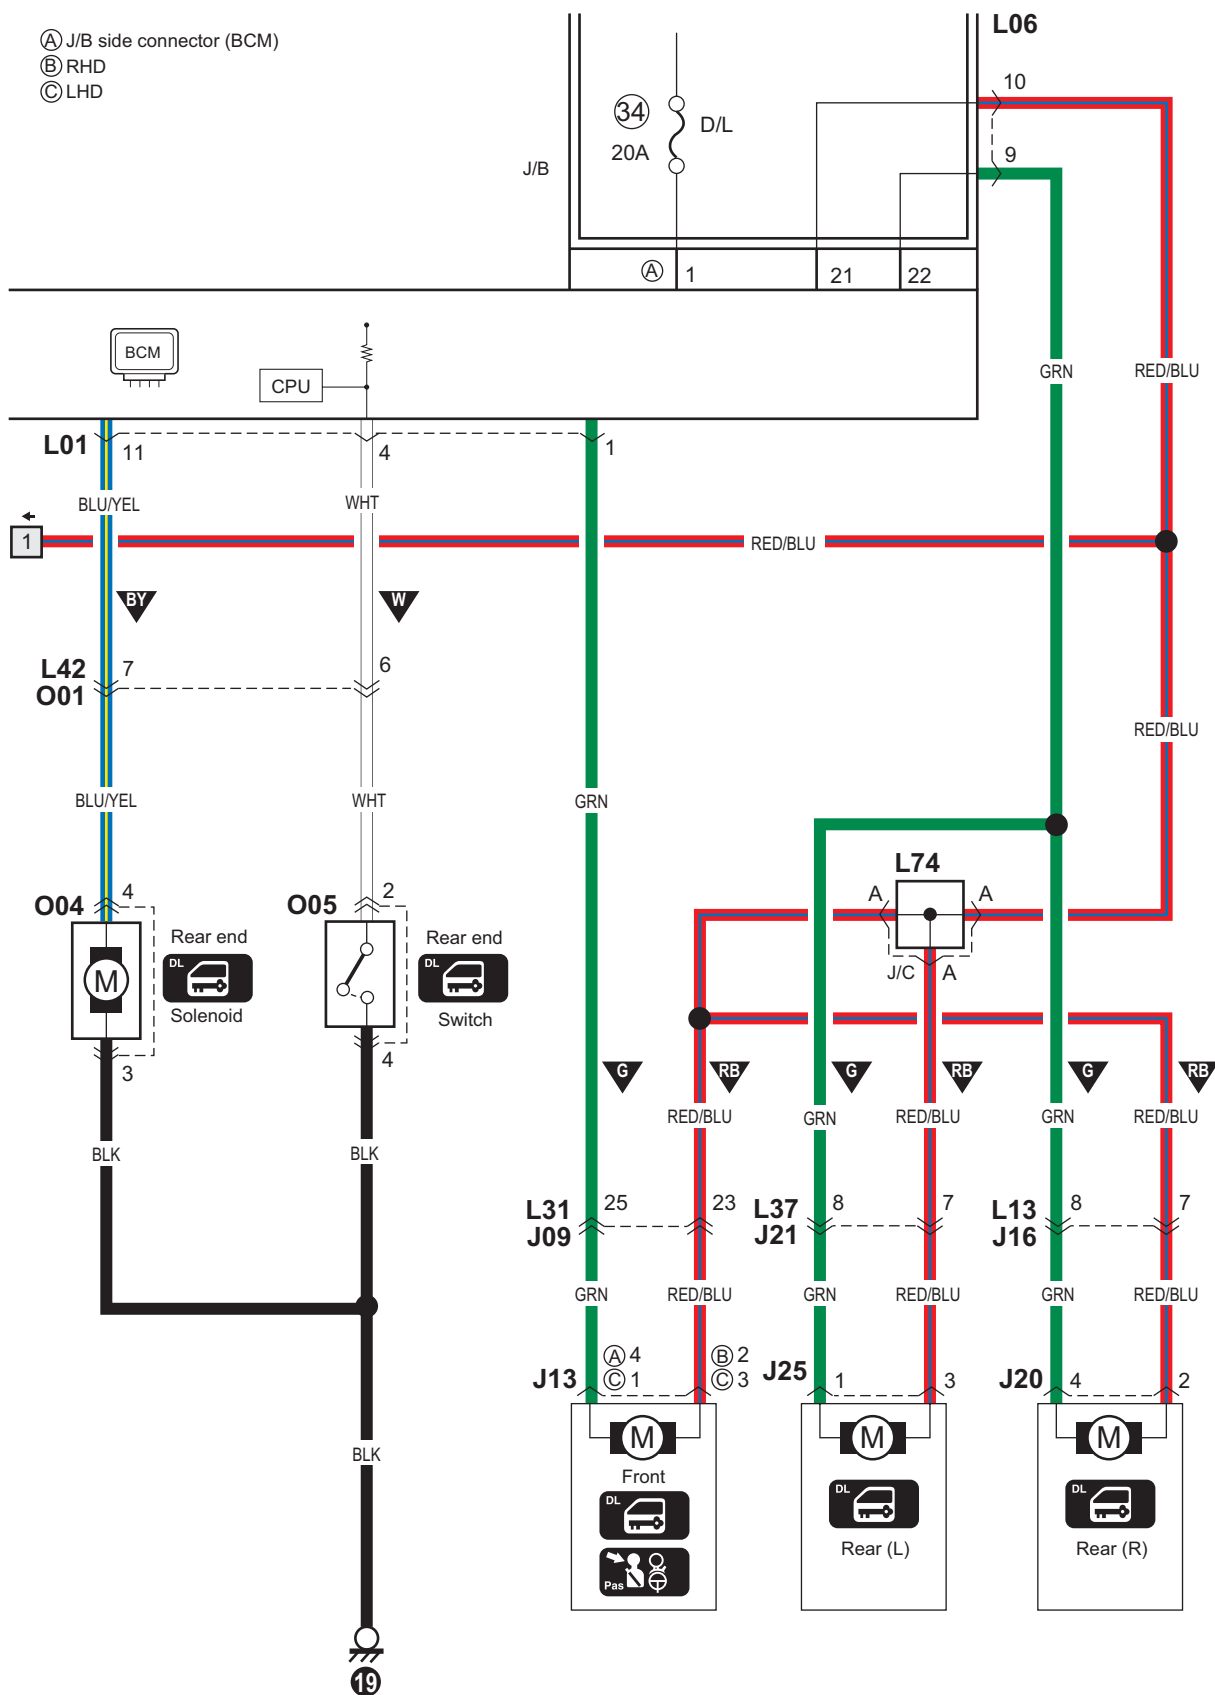 Ⓐ J/B side connector (BCM)
Ⓑ RHD
Ⓒ LHD
L06
10
34
20A
D/L
9
J/B
Ⓐ 1 21 22
BCM
CPU
GRN RED/BLU
L01 11 4 1
BLU/YEL WHT
1 RED/BLU
BY W
L42 7 6
O01
RED/BLU
BLU/YEL WHT GRN
L74
O04 4 O05 2 A A
Rear end Rear end
DL DL
M
J/C A
Solenoid Switch
3 4
G RB G RB G RB
RED/BLU GRN RED/BLU GRN RED/BLU
BLK BLK
L31 25 23 L37 8 7 L13 8 7
J09 J21 J16
GRN RED/BLU GRN RED/BLU GRN RED/BLU
Ⓐ 4 Ⓑ 2
J13 Ⓒ 1 Ⓒ 3 J25 1 3 J20 4 2
M M M
BLK
Front
DL DL DL
Rear (L) Rear (R)
Pas
19